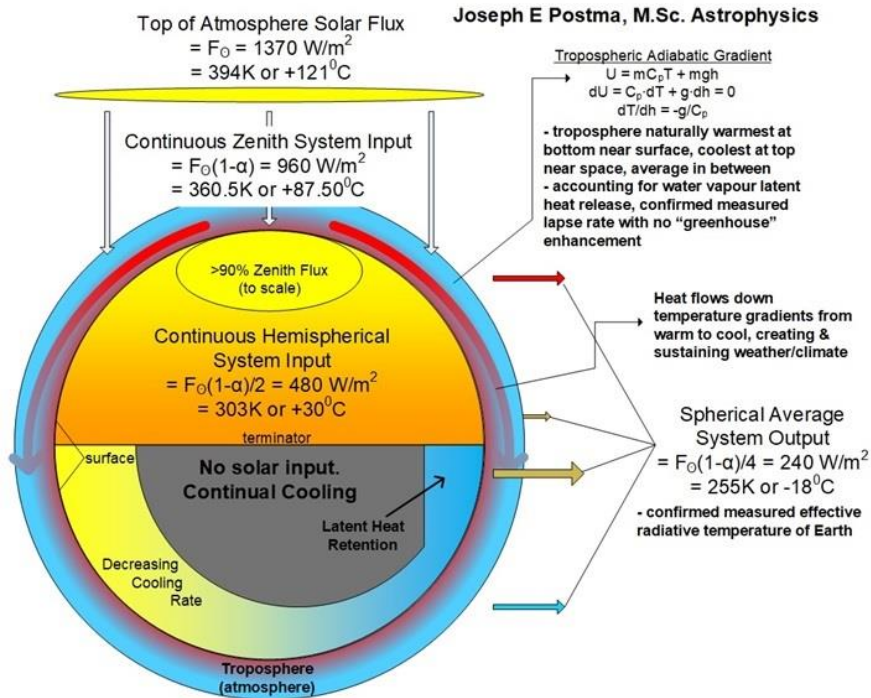 Joseph E Postma, M.Sc. Astrophysics
Top of Atmosphere Solar Flux
= F⊙ = 1370 W/m²
= 394K or +121⁰C
Continuous Zenith System Input
= F⊙(1-α) = 960 W/m²
= 360.5K or +87.50⁰C
Tropospheric Adiabatic Gradient
U = mCₚT + mgh
dU = Cₚ·dT + g·dh = 0
dT/dh = -g/Cₚ
- troposphere naturally warmest at
bottom near surface, coolest at top
near space, average in between
- accounting for water vapour latent
heat release, confirmed measured
lapse rate with no “greenhouse”
enhancement
>90% Zenith Flux
(to scale)
Continuous Hemispherical
System Input
= F⊙(1-α)/2 = 480 W/m²
= 303K or +30⁰C
terminator
Heat flows down
temperature gradients from
warm to cool, creating &
sustaining weather/climate
surface
No solar input.
Continual Cooling
Latent Heat
Retention
Decreasing
Cooling
Rate
Spherical Average
System Output
= F⊙(1-α)/4 = 240 W/m²
= 255K or -18⁰C
- confirmed measured effective
radiative temperature of Earth
Troposphere
(atmosphere)